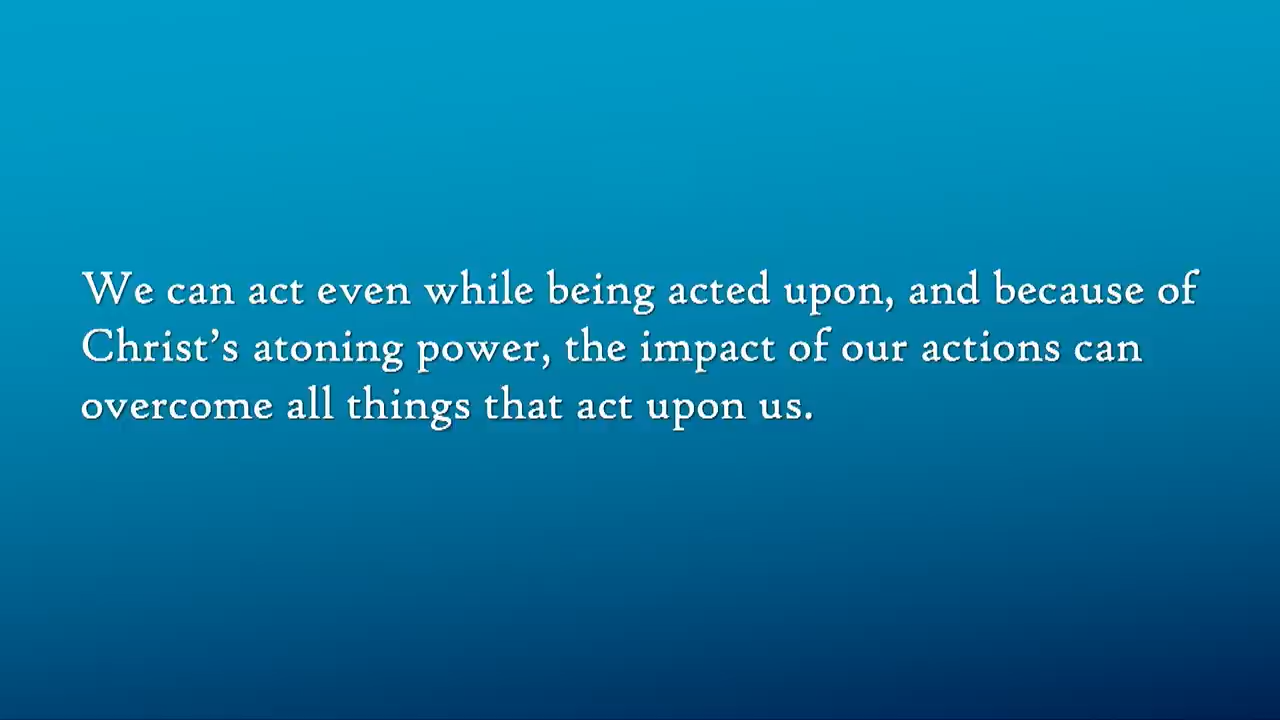 We can act even while being acted upon, and because of
Christ’s atoning power, the impact of our actions can
overcome all things that act upon us.